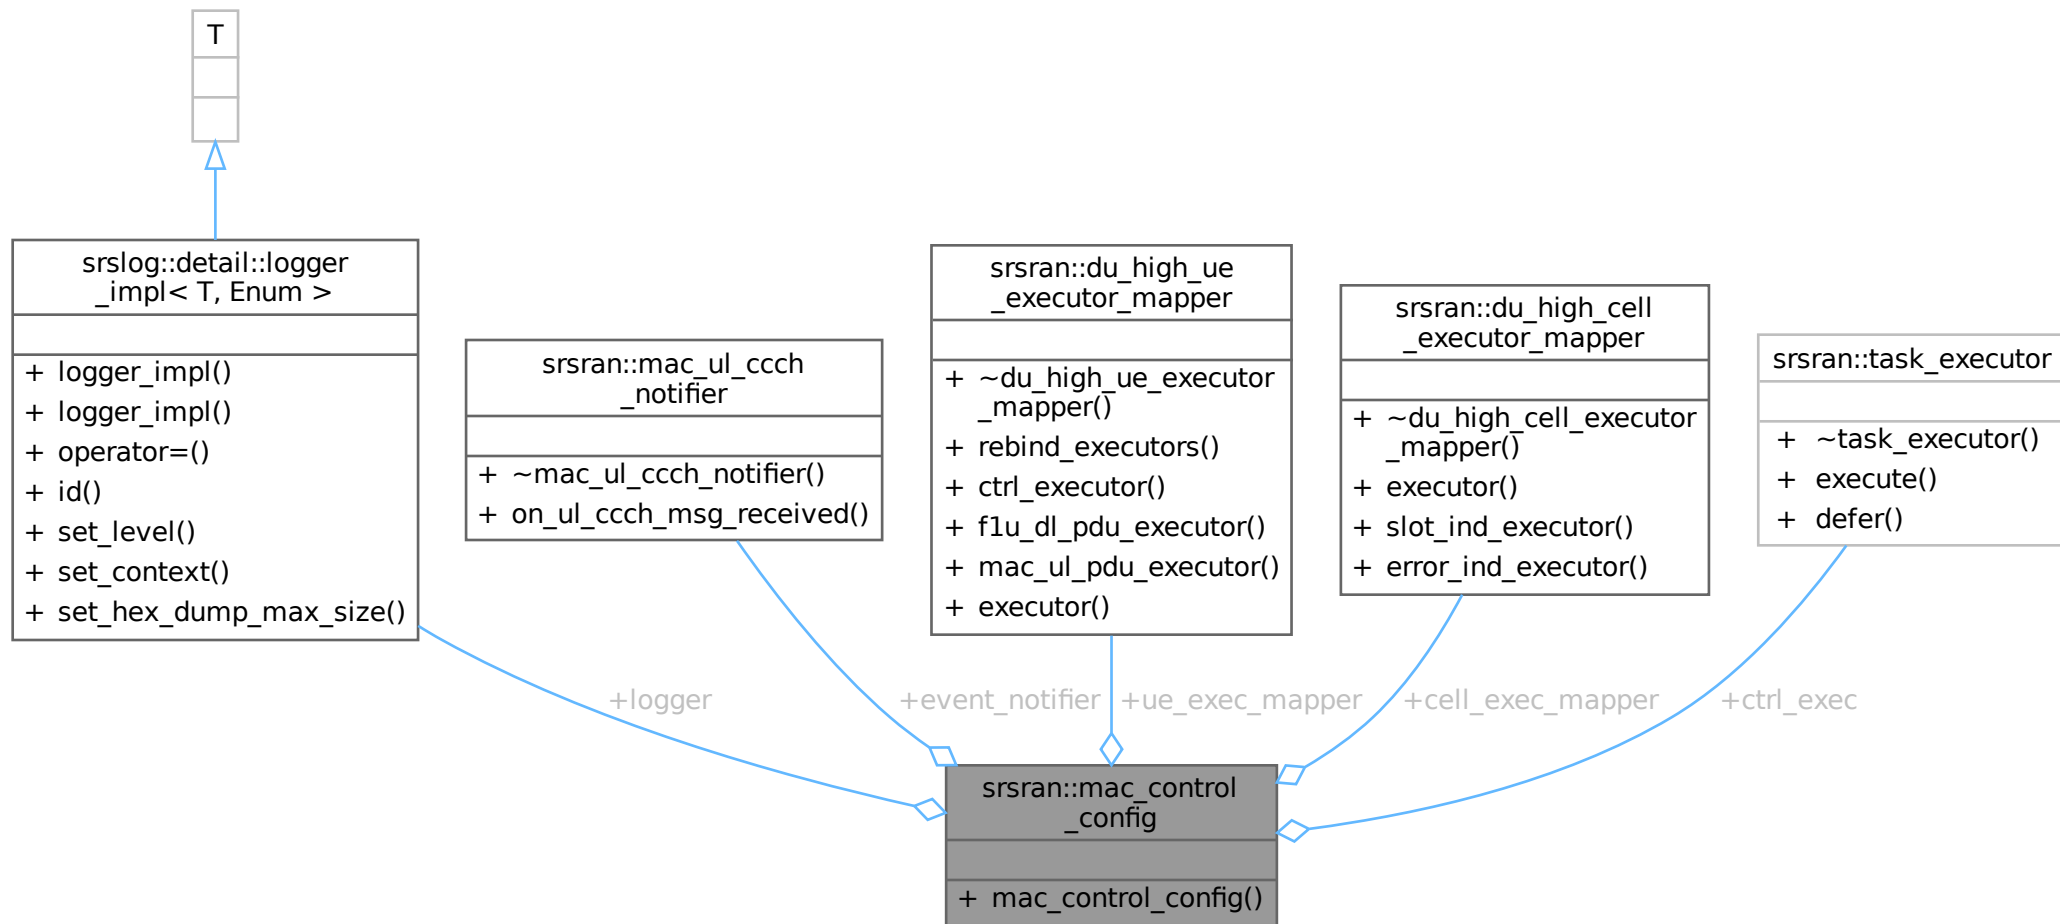 T
srslog::detail::logger
_impl< T, Enum >
+ logger_impl()
+ logger_impl()
+ operator=()
+ id()
+ set_level()
+ set_context()
+ set_hex_dump_max_size()
srsran::mac_ul_ccch
_notifier
+ ~mac_ul_ccch_notifier()
+ on_ul_ccch_msg_received()
srsran::du_high_ue
_executor_mapper
+ ~du_high_ue_executor
_mapper()
+ rebind_executors()
+ ctrl_executor()
+ f1u_dl_pdu_executor()
+ mac_ul_pdu_executor()
+ executor()
srsran::du_high_cell
_executor_mapper
+ ~du_high_cell_executor
_mapper()
+ executor()
+ slot_ind_executor()
+ error_ind_executor()
srsran::task_executor
+ ~task_executor()
+ execute()
+ defer()
+logger
+event_notifier
+ue_exec_mapper
+cell_exec_mapper
+ctrl_exec
srsran::mac_control
_config
+ mac_control_config()